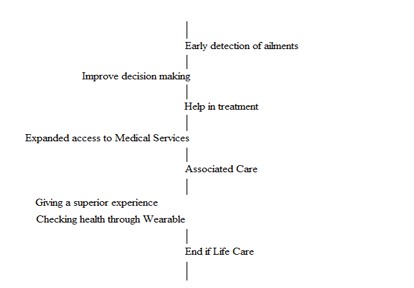 Early detection of ailments
Improve decision making
Help in treatment
Expanded access to Medical Services
Associated Care
Giving a superior experience
Checking health through Wearable
End if Life Care